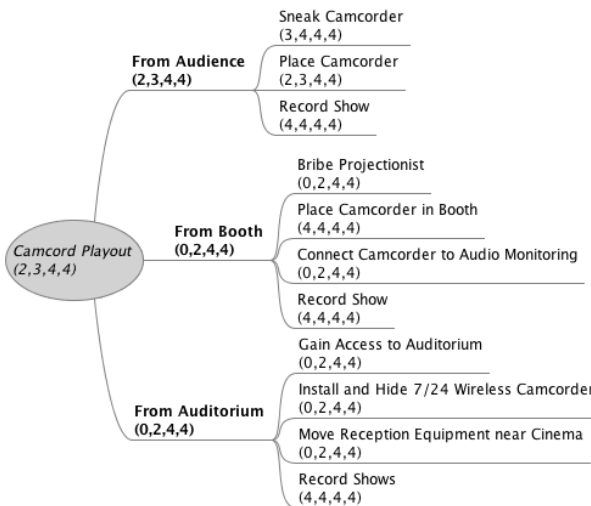 Sneak Camcorder
(3,4,4,4)
From Audience
(2,3,4,4)
Place Camcorder
(2,3,4,4)
Record Show
(4,4,4,4)
Bribe Projectionist
(0,2,4,4)
Place Camcorder in Booth
(4,4,4,4)
From Booth
(0,2,4,4)
Camcord Playout
(2,3,4,4)
Connect Camcorder to Audio Monitoring
(0,2,4,4)
Record Show
(4,4,4,4)
Gain Access to Auditorium
(0,2,4,4)
Install and Hide 7/24 Wireless Camcorder
(0,2,4,4)
From Auditorium
(0,2,4,4)
Move Reception Equipment near Cinema
(0,2,4,4)
Record Shows
(4,4,4,4)